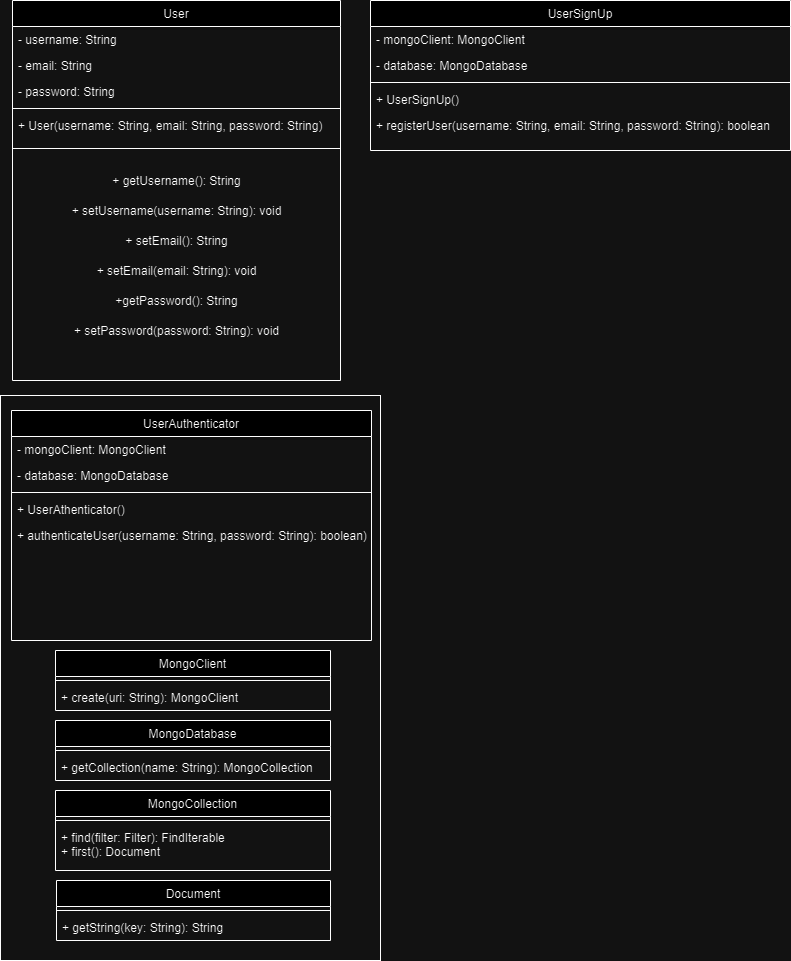 User
- username: String
- email: String
- password: String
+ User(username: String, email: String, password: String)
+ getUsername(): String
+ setUsername(username: String): void
+ setEmail(): String
+ setEmail(email: String): void
+getPassword(): String
+ setPassword(password: String): void
UserSignUp
- mongoClient: MongoClient
- database: MongoDatabase
+ UserSignUp()
+ registerUser(username: String, email: String, password: String): boolean
UserAuthenticator
- mongoClient: MongoClient
- database: MongoDatabase
+ UserAthenticator()
+ authenticateUser(username: String, password: String): boolean)
MongoClient
+ create(uri: String): MongoClient
MongoDatabase
+ getCollection(name: String): MongoCollection
MongoCollection
+ find(filter: Filter): FindIterable
+ first(): Document
Document
+ getString(key: String): String